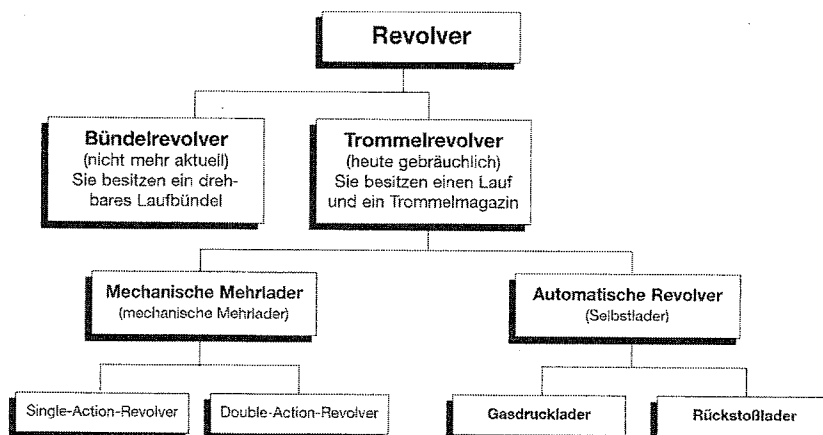 Revolver
Bündelrevolver
(nicht mehr aktuell)
Sie besitzen ein dreh-
bares Laufbündel
Trommelrevolver
(heute gebräuchlich)
Sie besitzen einen Lauf
und ein Trommelmagazin
Mechanische Mehrlader
(mechanische Mehrlader)
Automatische Revolver
(Selbstlader)
Single-Action-Revolver
Double-Action-Revolver
Gasdrucklader
Rückstoßlader